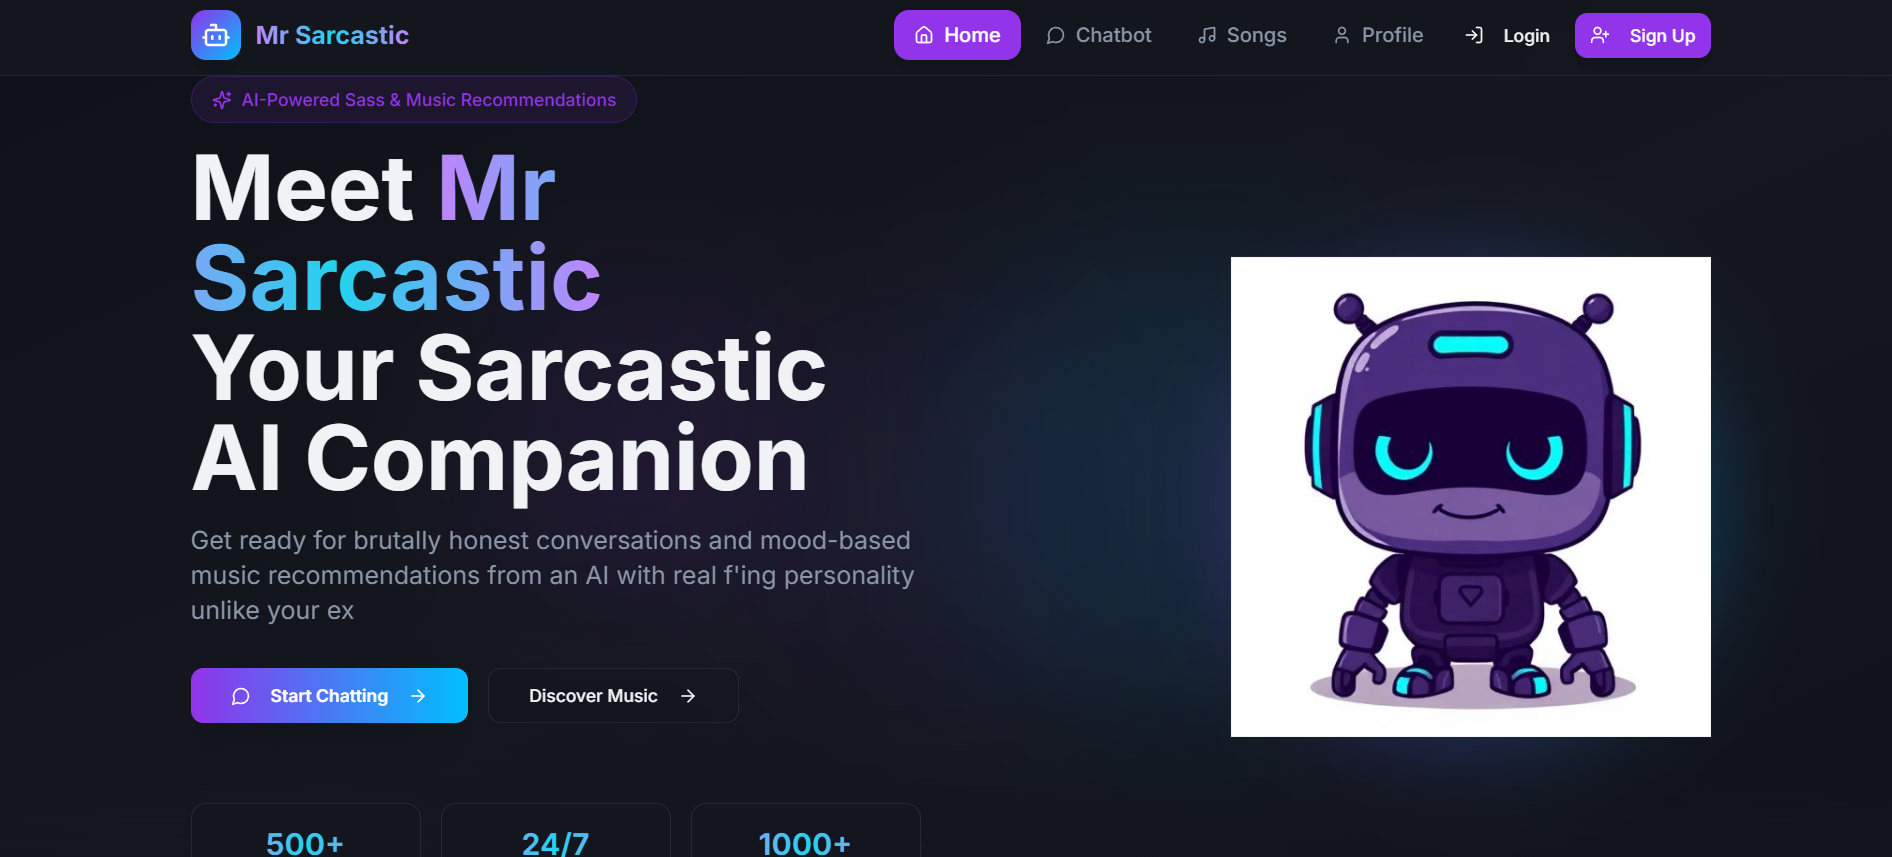 Mr Sarcastic
Home
Chatbot
Songs
Profile
Login
Sign Up
AI-Powered Sass & Music Recommendations
Meet Mr
Sarcastic
Your Sarcastic
AI Companion
Get ready for brutally honest conversations and mood-based
music recommendations from an AI with real f'ing personality
unlike your ex
Start Chatting
Discover Music
500+
24/7
1000+